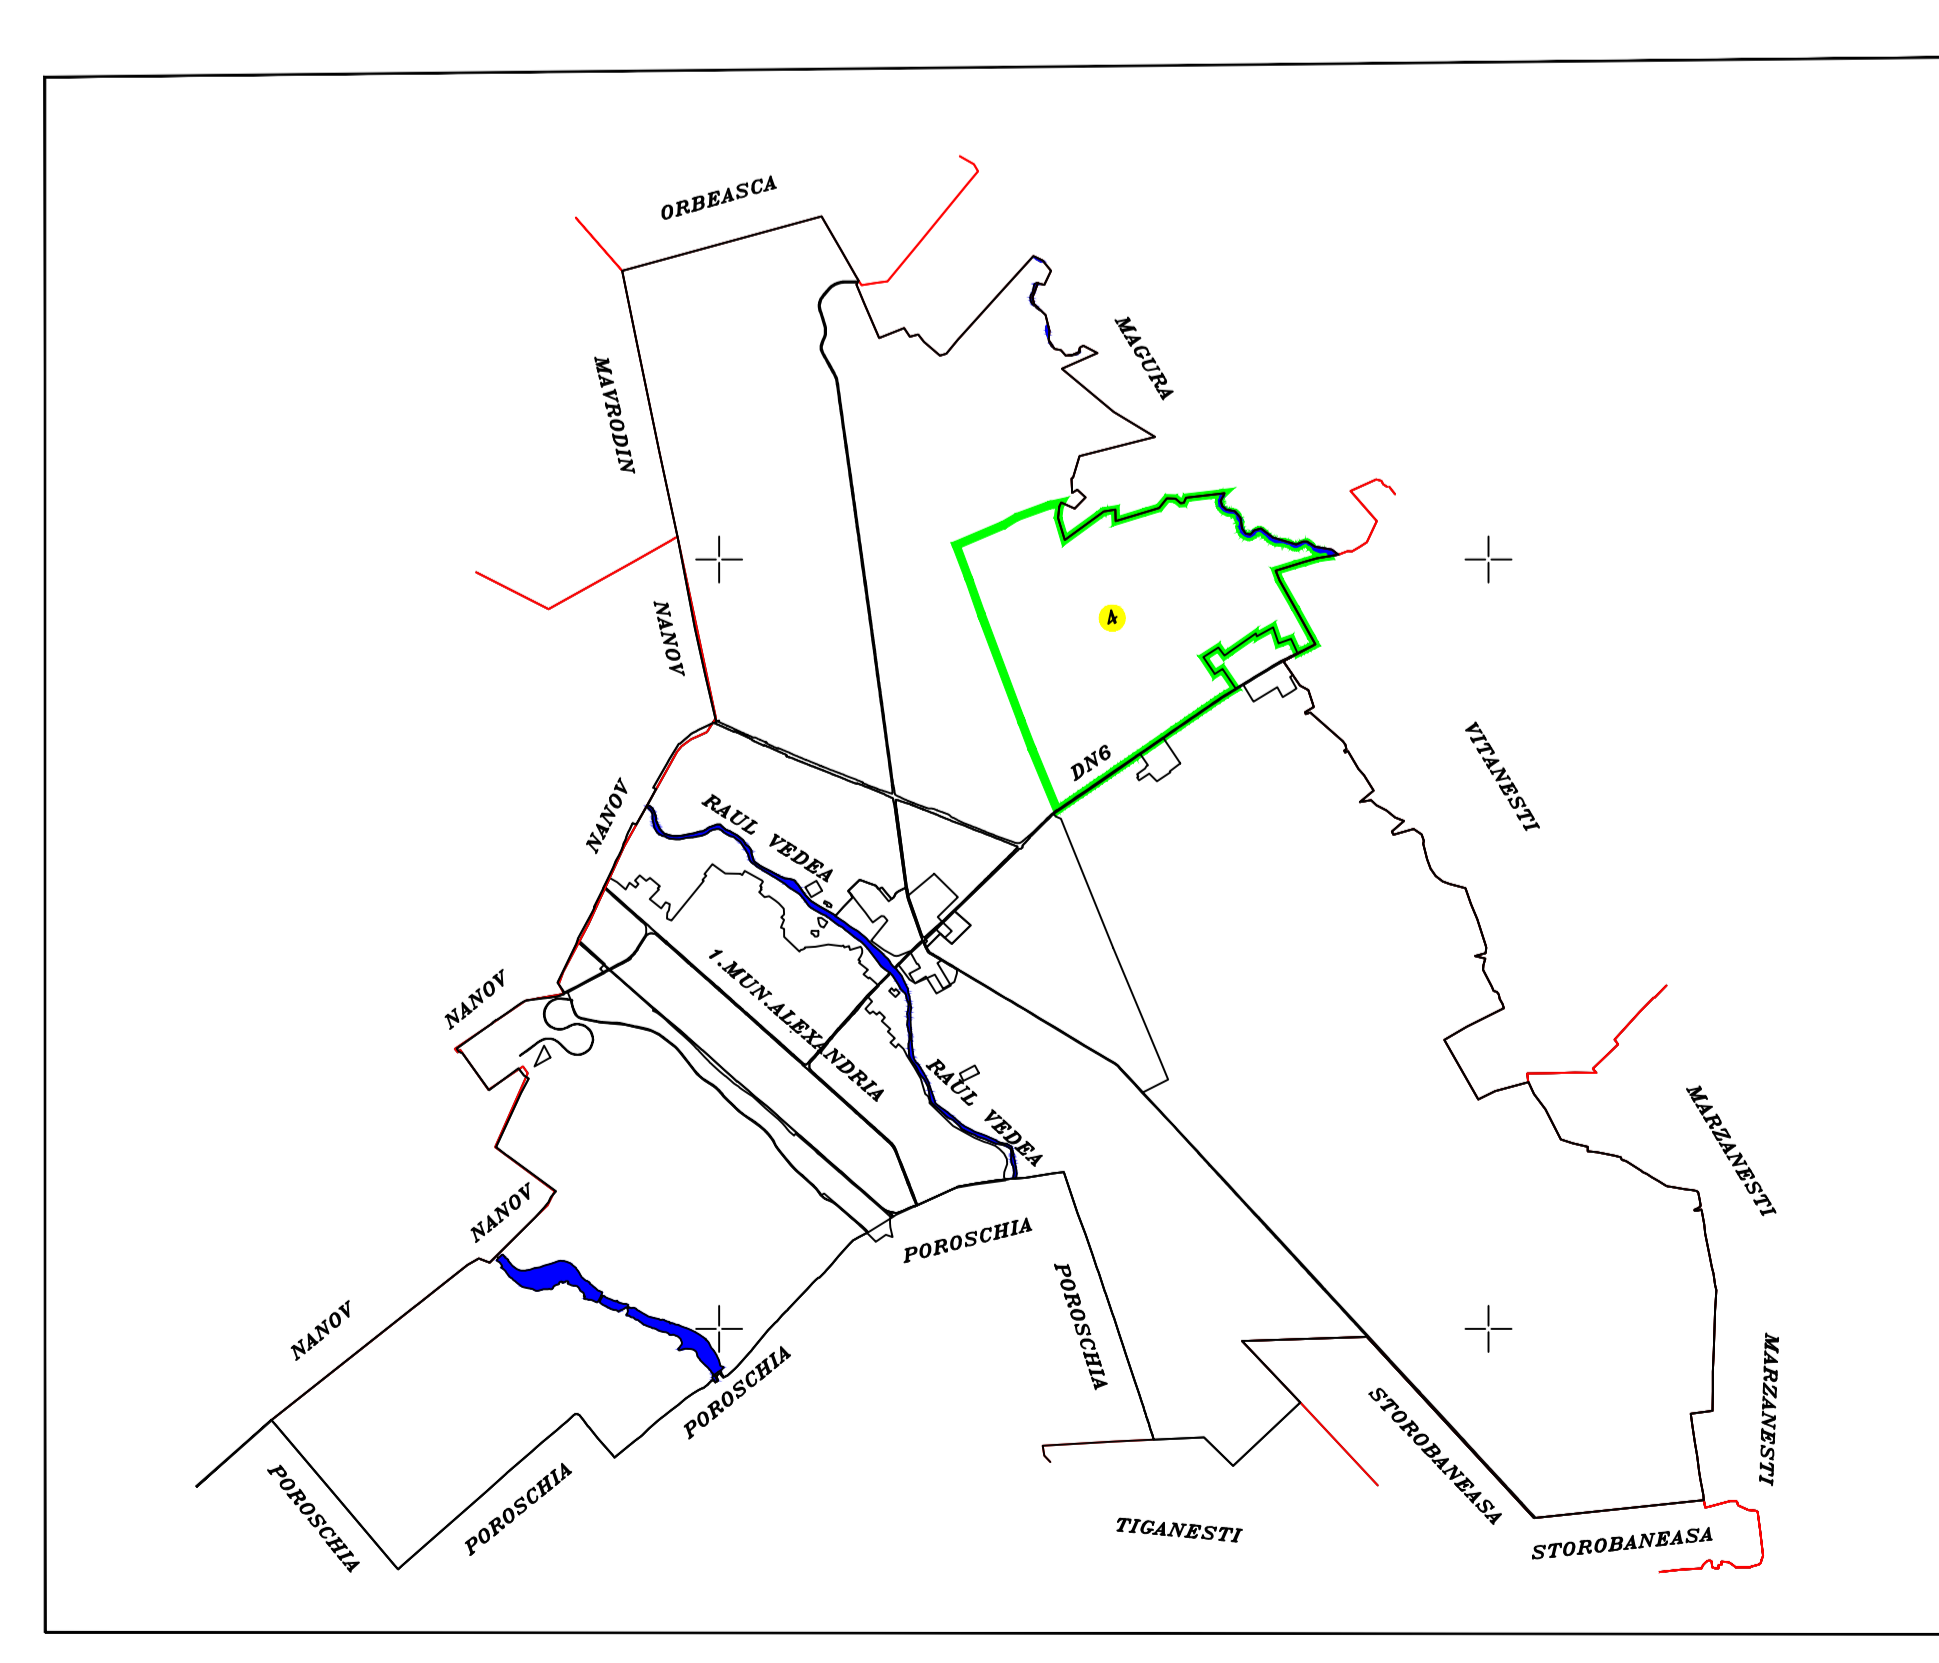 ORBEASCA
MAGURA
MAVRODIN
4
NANOV
DN6
VITANESTI
NANOV
RAUL VEDEA
1.MUN.ALEXANDRIA
NANOV
RAUL VEDEA
MARZANESTI
NANOV
POROSCHIA
POROSCHIA
NANOV
POROSCHIA
MARZANESTI
STOROBANEASA
POROSCHIA
POROSCHIA
TIGANESTI
STOROBANEASA